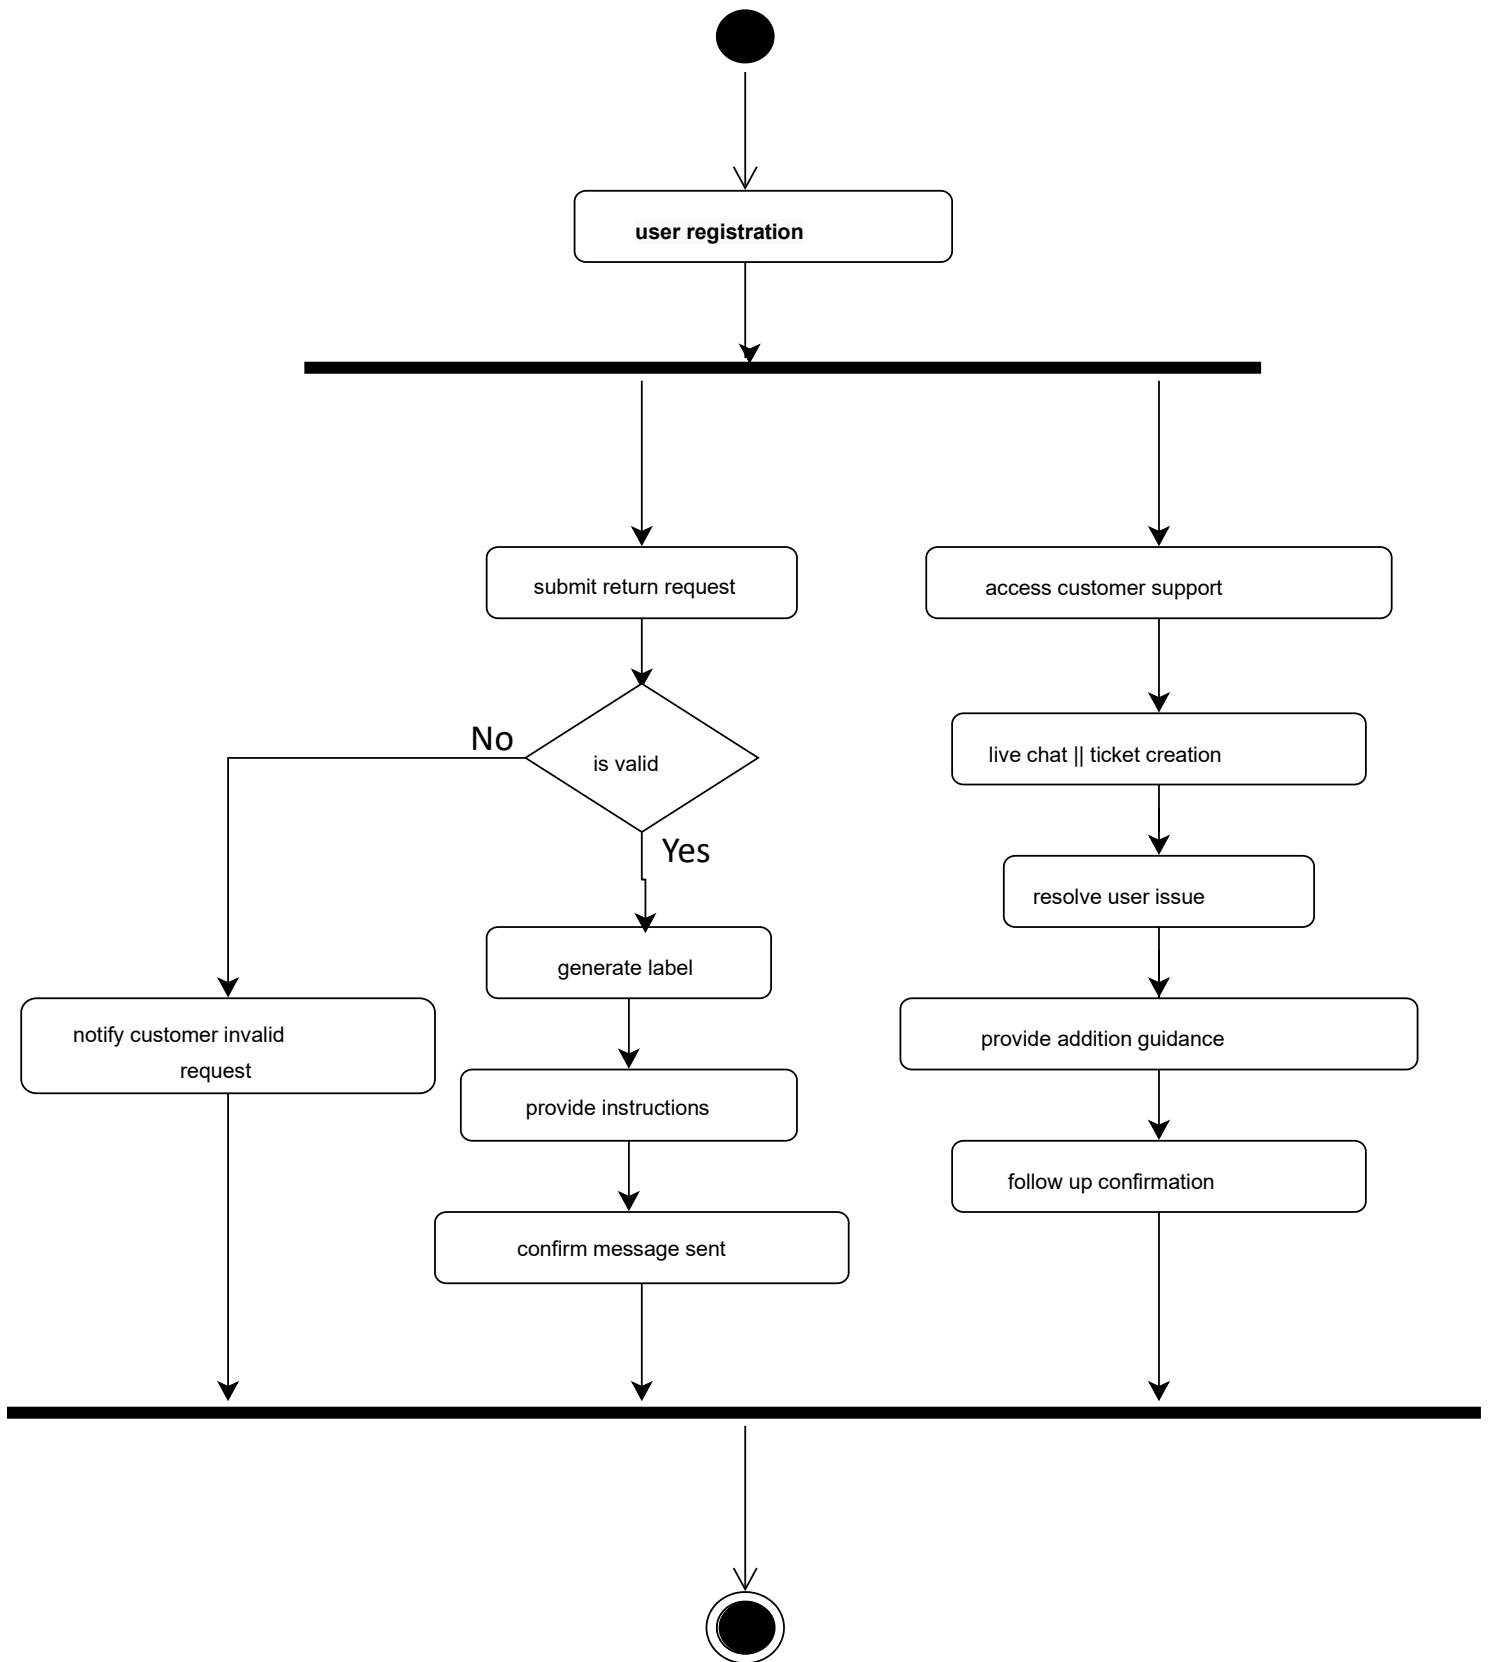 user registration
submit return request
access customer support
No
is valid
live chat || ticket creation
Yes
resolve user issue
generate label
notify customer invalid
request
provide addition guidance
provide instructions
follow up confirmation
confirm message sent